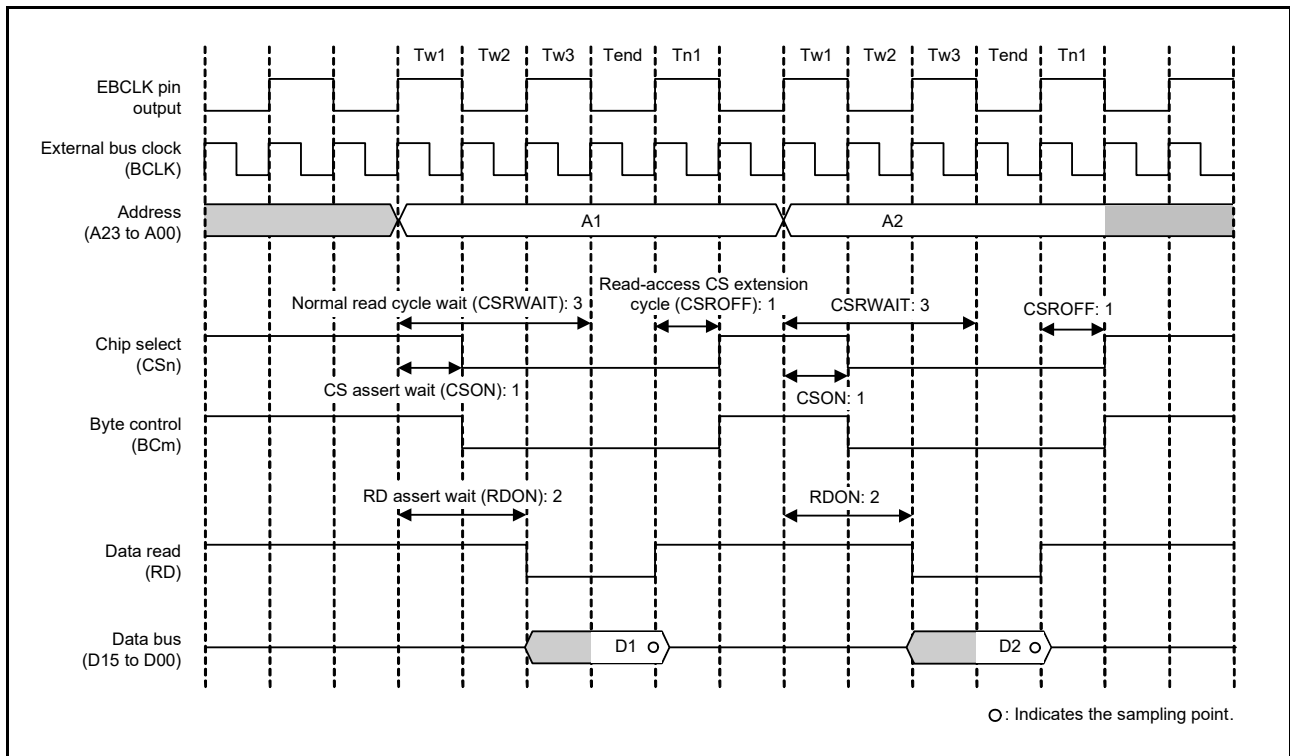 Tw1 Tw2 Tw3 Tend Tn1 Tw1 Tw2 Tw3 Tend Tn1
EBCLK pin
output
External bus clock
(BCLK)
Address
(A23 to A00)
A1 A2
Normal read cycle wait (CSRWAIT): 3
Read-access CS extension
cycle (CSROFF): 1
CSRWAIT: 3
CSROFF: 1
Chip select
(CSn)
CS assert wait (CSON): 1
CSON: 1
Byte control
(BCm)
RD assert wait (RDON): 2
RDON: 2
Data read
(RD)
Data bus
(D15 to D00)
D1 D2
: Indicates the sampling point.